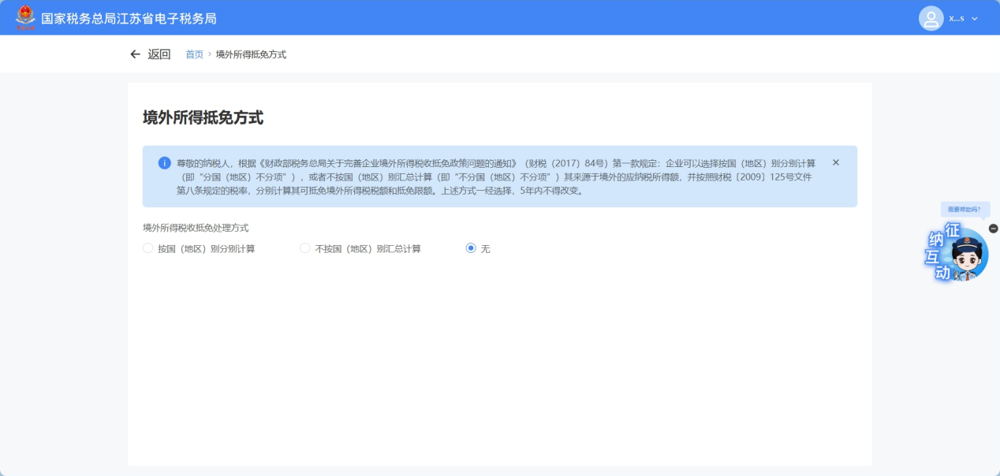 国家税务总局江苏省电子税务局
x...s
返回 首页 > 境外所得抵免方式
境外所得抵免方式
尊敬的纳税人，根据《财政部税务总局关于完善企业境外所得税收抵免政策问题的通知》（财税（2017）84号）第一款规定：企业可以选择按国（地区）别分别计算
（即“分国（地区）不分项”），或者不按国（地区）别汇总计算（即“不分国（地区）不分项”）其来源于境外的应纳税所得额，并按照财税〔2009〕125号文件
第八条规定的税率，分别计算其可抵免境外所得税税额和抵免限额。上述方式一经选择，5年内不得改变。
境外所得税收抵免处理方式
按国（地区）别分别计算 不按国（地区）别汇总计算 无
需要帮助吗?
征纳互动